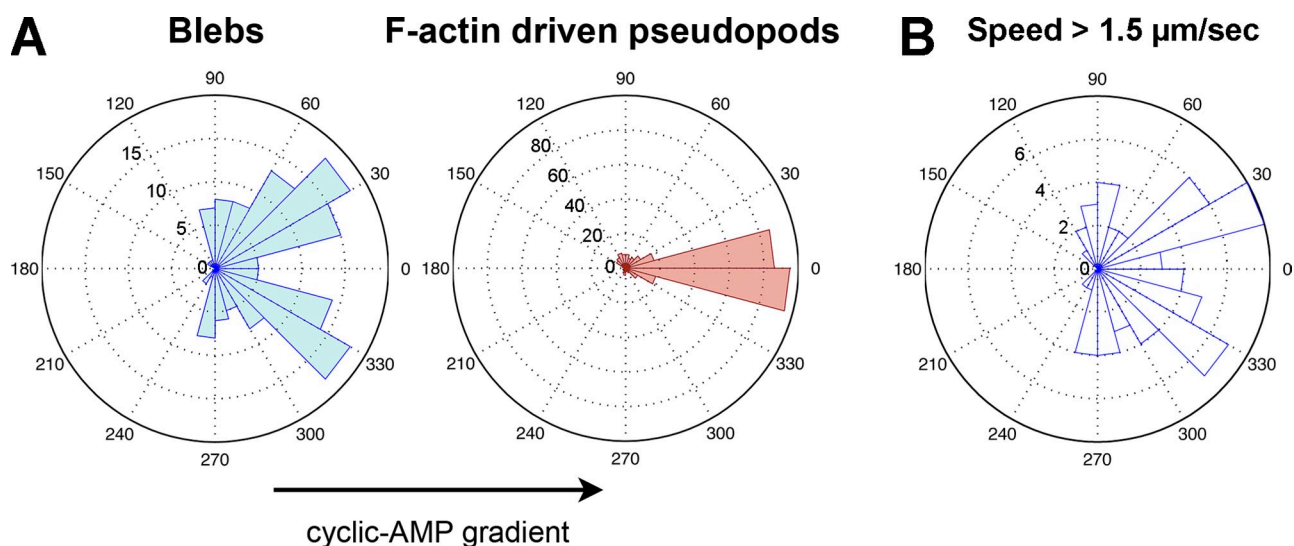 A Blebs F-action driven pseudopods B Speed > 1.5 µm/sec
90 90 90
120 60 120 60 120 60
15 80 6
150 10 30 150 60 30 150 4 30
5 40 2
20
180 0 0 180 0 0 180 0 0
210 330 210 330 210 330
240 300 240 300 240 300
270 270 270
cyclic-AMP gradient